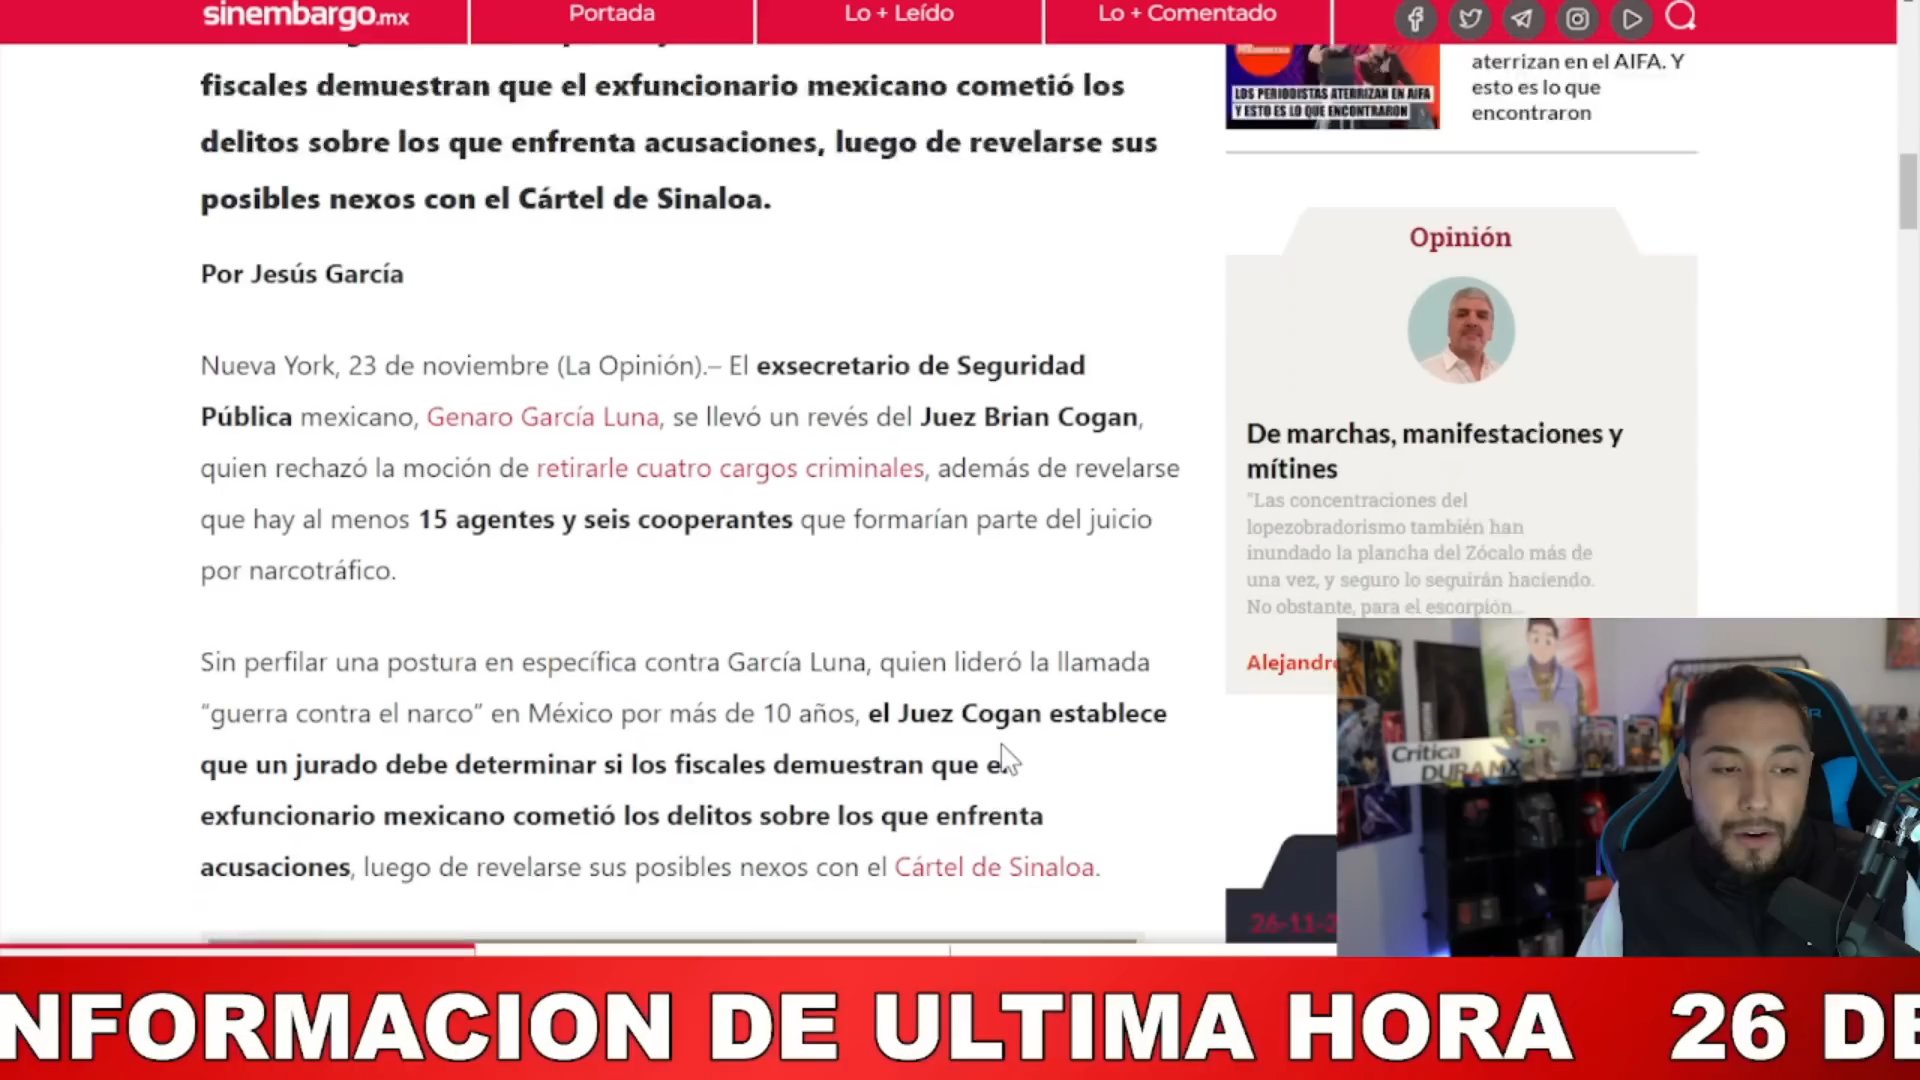 sinembargo.mx
Portada
Lo + Leído
Lo + Comentado
fiscales demuestran que el exfuncionario mexicano cometió los
delitos sobre los que enfrenta acusaciones, luego de revelarse sus
posibles nexos con el Cártel de Sinaloa.
Por Jesús García
Nueva York, 23 de noviembre (La Opinión).– El exsecretario de Seguridad
Pública mexicano, Genaro García Luna, se llevó un revés del Juez Brian Cogan,
quien rechazó la moción de retirarle cuatro cargos criminales, además de revelarse
que hay al menos 15 agentes y seis cooperantes que formarían parte del juicio
por narcotráfico.
Sin perfilar una postura en específica contra García Luna, quien lideró la llamada
“guerra contra el narco” en México por más de 10 años, el Juez Cogan establece
que un jurado debe determinar si los fiscales demuestran que e
exfuncionario mexicano cometió los delitos sobre los que enfrenta
acusaciones, luego de revelarse sus posibles nexos con el Cártel de Sinaloa.
LOS PERIODISTAS ATERRIZAN EN AIFA
Y ESTO ES LO QUE ENCONTRARON
aterrizan en el AIFA. Y
esto es lo que
encontraron
Opinión
De marchas, manifestaciones y
mítines
"Las concentraciones del
lopezobradorismo también han
inundado la plancha del Zócalo más de
una vez, y seguro lo seguirán haciendo.
No obstante, para el escorpión...
Alejandro
26-11-2
Crítica
DURA MX
NFORMACION DE ULTIMA HORA 26 DE